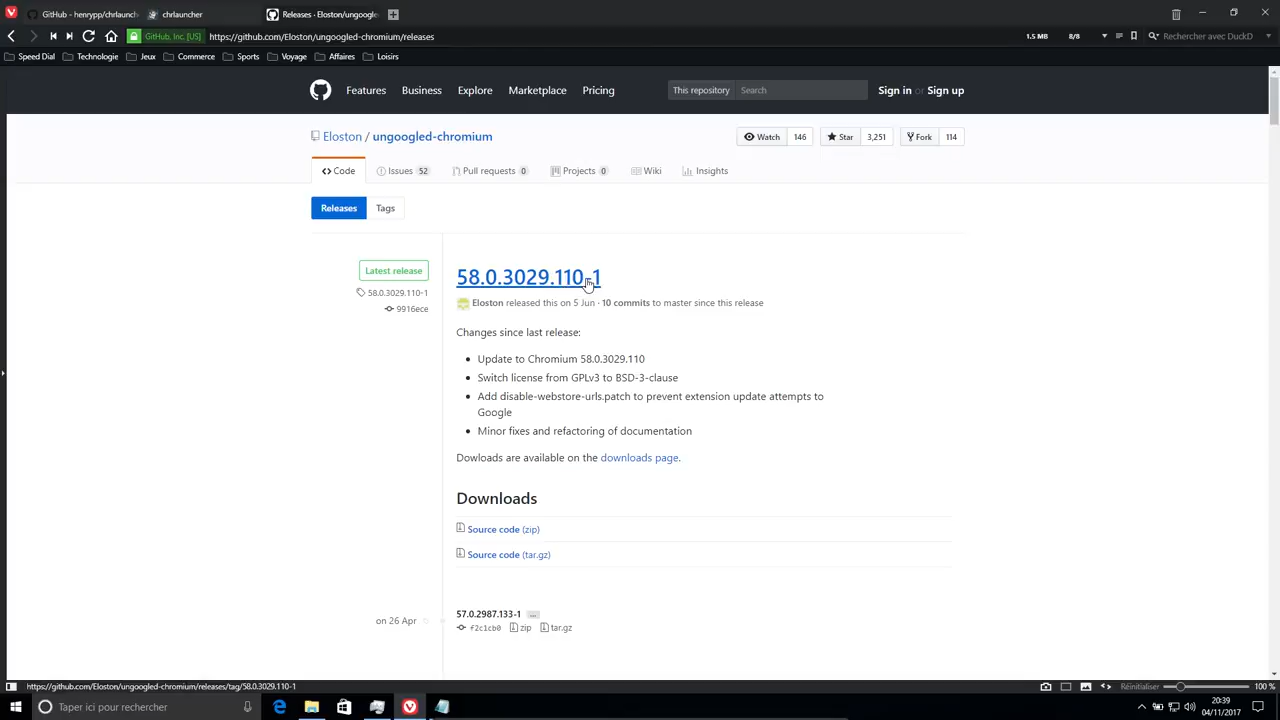 GitHub - henrypp/chrlaunch
chrlauncher
Releases · Eloston/ungoogle
GitHub, Inc. [US]
https://github.com/Eloston/ungoogled-chromium/releases
1.5 MB
8/8
Rechercher avec DuckD
Speed Dial
Technologie
Jeux
Commerce
Sports
Voyage
Affaires
Loisirs
Features
Business
Explore
Marketplace
Pricing
This repository
Search
Sign in or Sign up
Eloston / ungoogled-chromium
Watch 146
Star 3,251
Fork 114
Code
Issues 52
Pull requests 0
Projects 0
Wiki
Insights
Releases
Tags
Latest release
58.0.3029.110-1
9916ece
58.0.3029.110-1
Eloston released this on 5 Jun · 10 commits to master since this release
Changes since last release:
• Update to Chromium 58.0.3029.110
• Switch license from GPLv3 to BSD-3-clause
• Add disable-webstore-urls.patch to prevent extension update attempts to
Google
• Minor fixes and refactoring of documentation
Dowloads are available on the downloads page.
Downloads
Source code (zip)
Source code (tar.gz)
on 26 Apr
57.0.2987.133-1 ...
f2c1cb0 zip tar.gz
https://github.com/Eloston/ungoogled-chromium/releases/tag/58.0.3029.110-1
Réinitialiser
100 %
Taper ici pour rechercher
20:39
04/11/2017